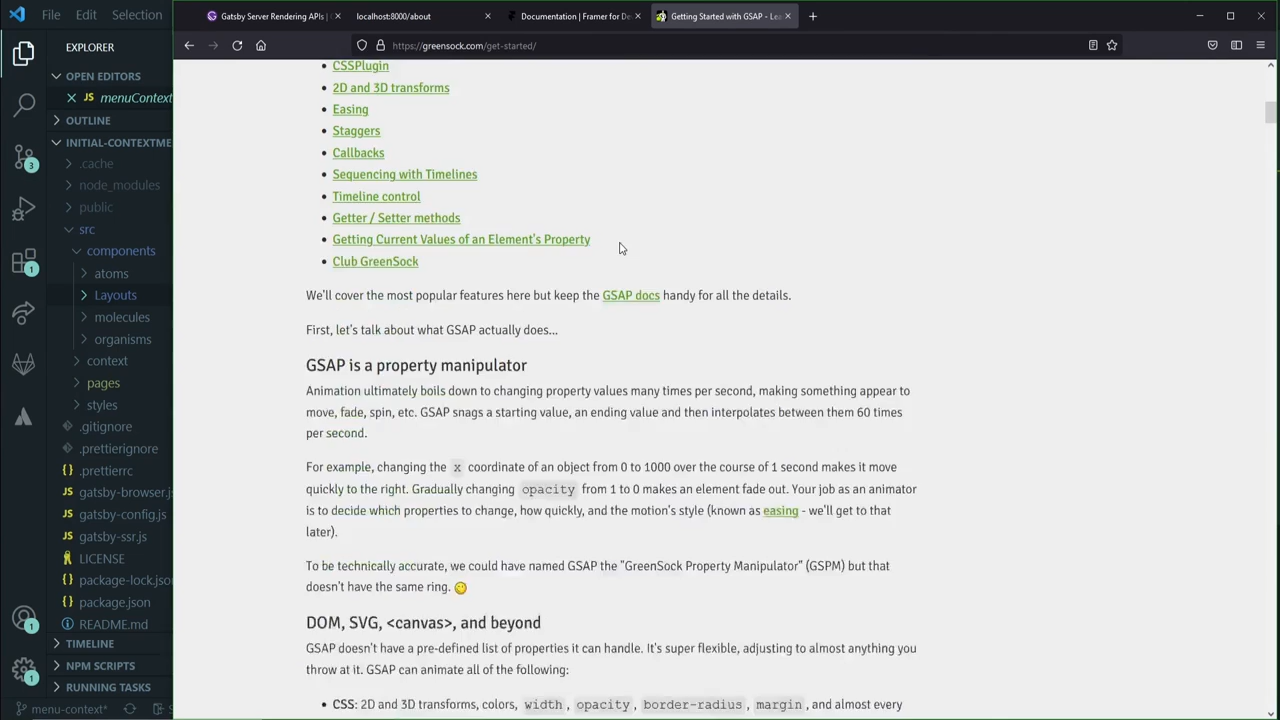 File Edit Selection
Gatsby Server Rendering APIs | G
localhost:8000/about
Documentation | Framer for De
Getting Started with GSAP - Lea
https://greensock.com/get-started/
EXPLORER
OPEN EDITORS
JS menuContext
OUTLINE
INITIAL-CONTEXTME
.cache
node_modules
public
src
components
atoms
Layouts
molecules
organisms
context
pages
styles
.gitignore
.prettierignore
.prettierrc
JS gatsby-browser.j
JS gatsby-config.js
JS gatsby-ssr.js
LICENSE
package-lock.jso
package.json
README.md
TIMELINE
NPM SCRIPTS
RUNNING TASKS
menu-context*
3
1
1
1
CSSPlugin
2D and 3D transforms
Easing
Staggers
Callbacks
Sequencing with Timelines
Timeline control
Getter / Setter methods
Getting Current Values of an Element's Property
Club GreenSock
We'll cover the most popular features here but keep the GSAP docs handy for all the details.
First, let's talk about what GSAP actually does...
GSAP is a property manipulator
Animation ultimately boils down to changing property values many times per second, making something appear to
move, fade, spin, etc. GSAP snags a starting value, an ending value and then interpolates between them 60 times
per second.
For example, changing the x coordinate of an object from 0 to 1000 over the course of 1 second makes it move
quickly to the right. Gradually changing opacity from 1 to 0 makes an element fade out. Your job as an animator
is to decide which properties to change, how quickly, and the motion's style (known as easing - we'll get to that
later).
To be technically accurate, we could have named GSAP the "GreenSock Property Manipulator" (GSPM) but that
doesn't have the same ring.
DOM, SVG, <canvas>, and beyond
GSAP doesn't have a pre-defined list of properties it can handle. It's super flexible, adjusting to almost anything you
throw at it. GSAP can animate all of the following:
CSS: 2D and 3D transforms, colors, width, opacity, border-radius, margin, and almost every